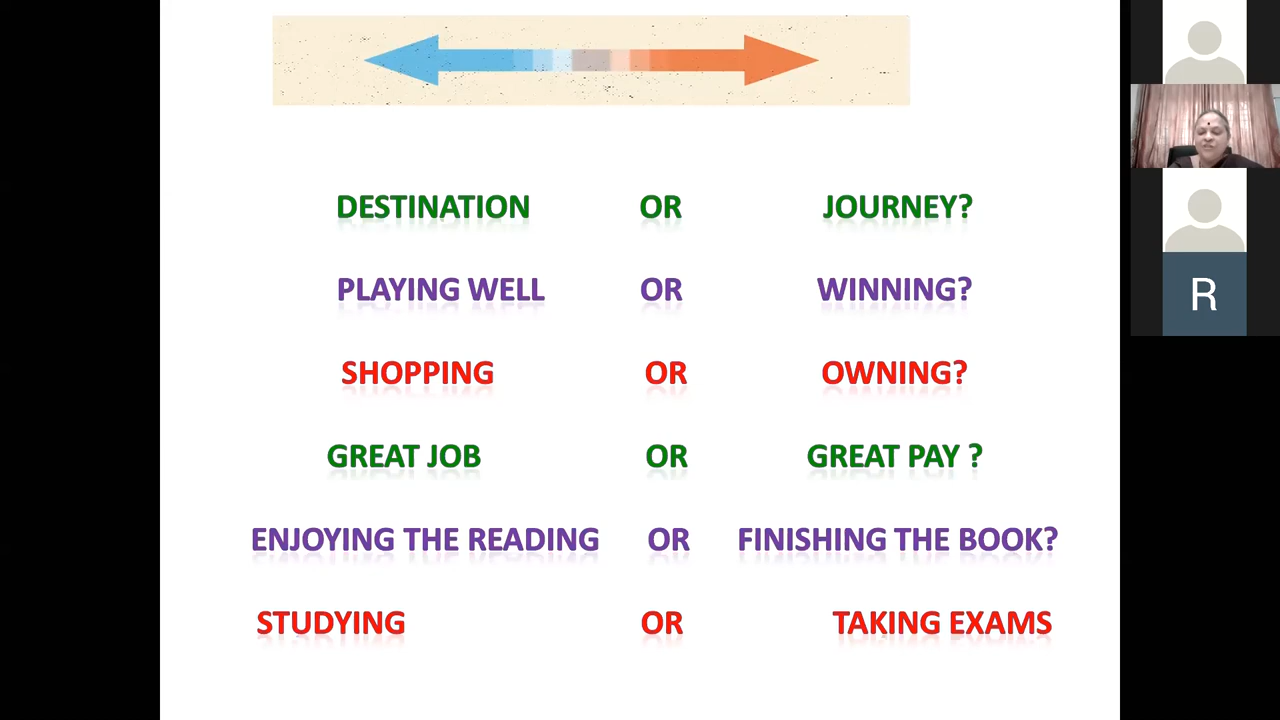 DESTINATION OR JOURNEY?
PLAYING WELL OR WINNING?
SHOPPING OR OWNING?
GREAT JOB OR GREAT PAY ?
ENJOYING THE READING OR FINISHING THE BOOK?
STUDYING OR TAKING EXAMS
R